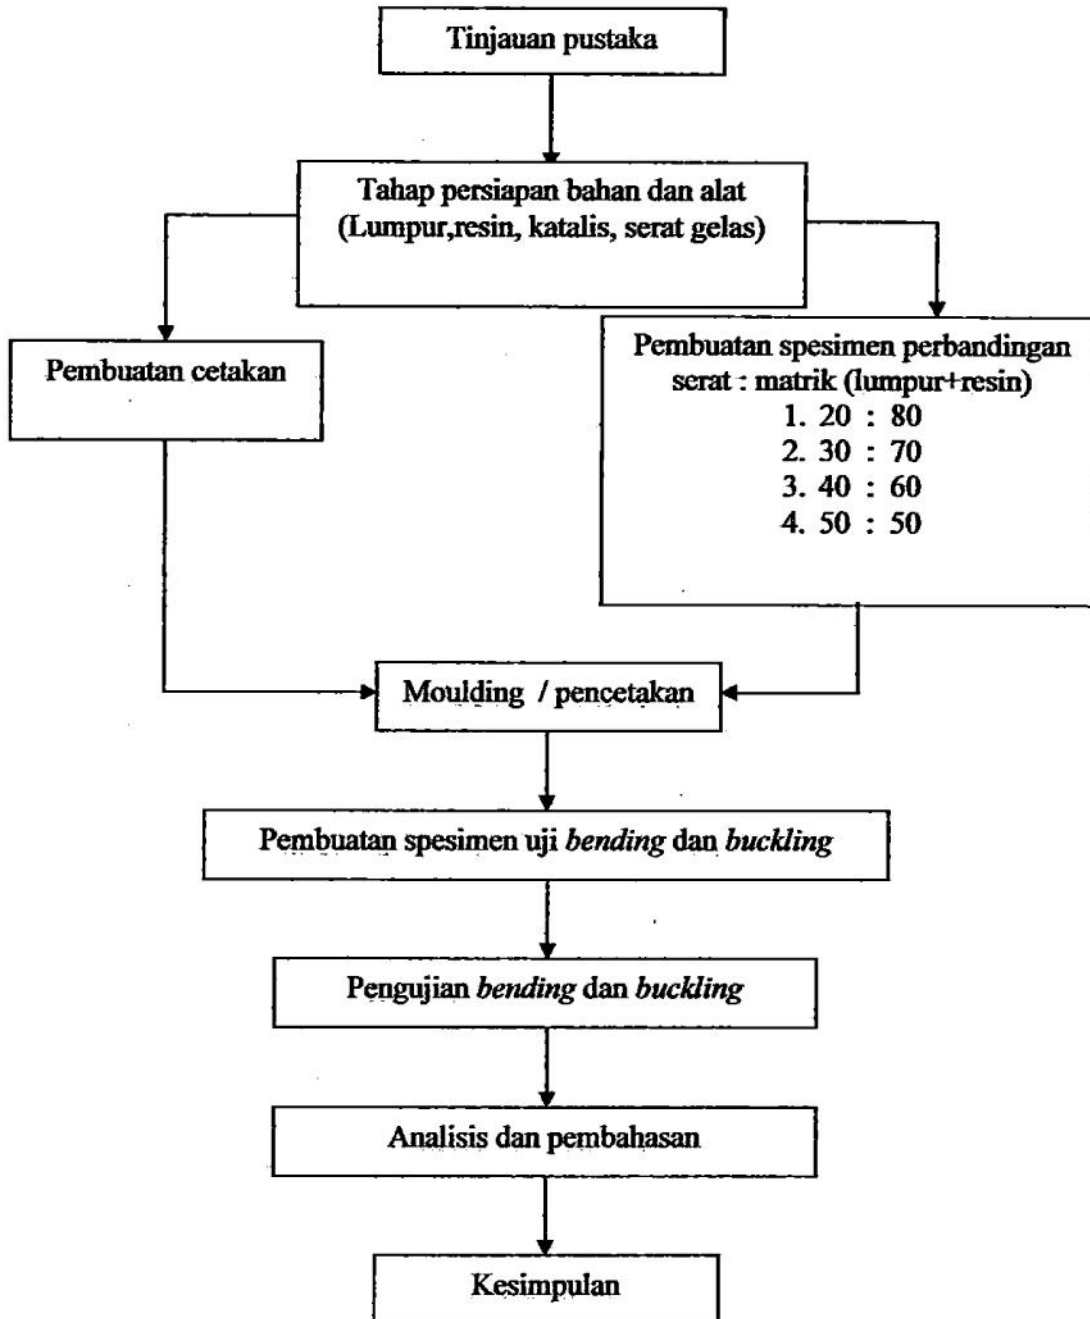 Tinjauan pustaka
Tahap persiapan bahan dan alat
(Lumpur,resin, katalis, serat gelas)
Pembuatan cetakan
Pembuatan spesimen perbandingan
serat : matrik (lumpur+resin)
1. 20 : 80
2. 30 : 70
3. 40 : 60
4. 50 : 50
Moulding / pencetakan
Pembuatan spesimen uji bending dan buckling
Pengujian bending dan buckling
Analisis dan pembahasan
Kesimpulan